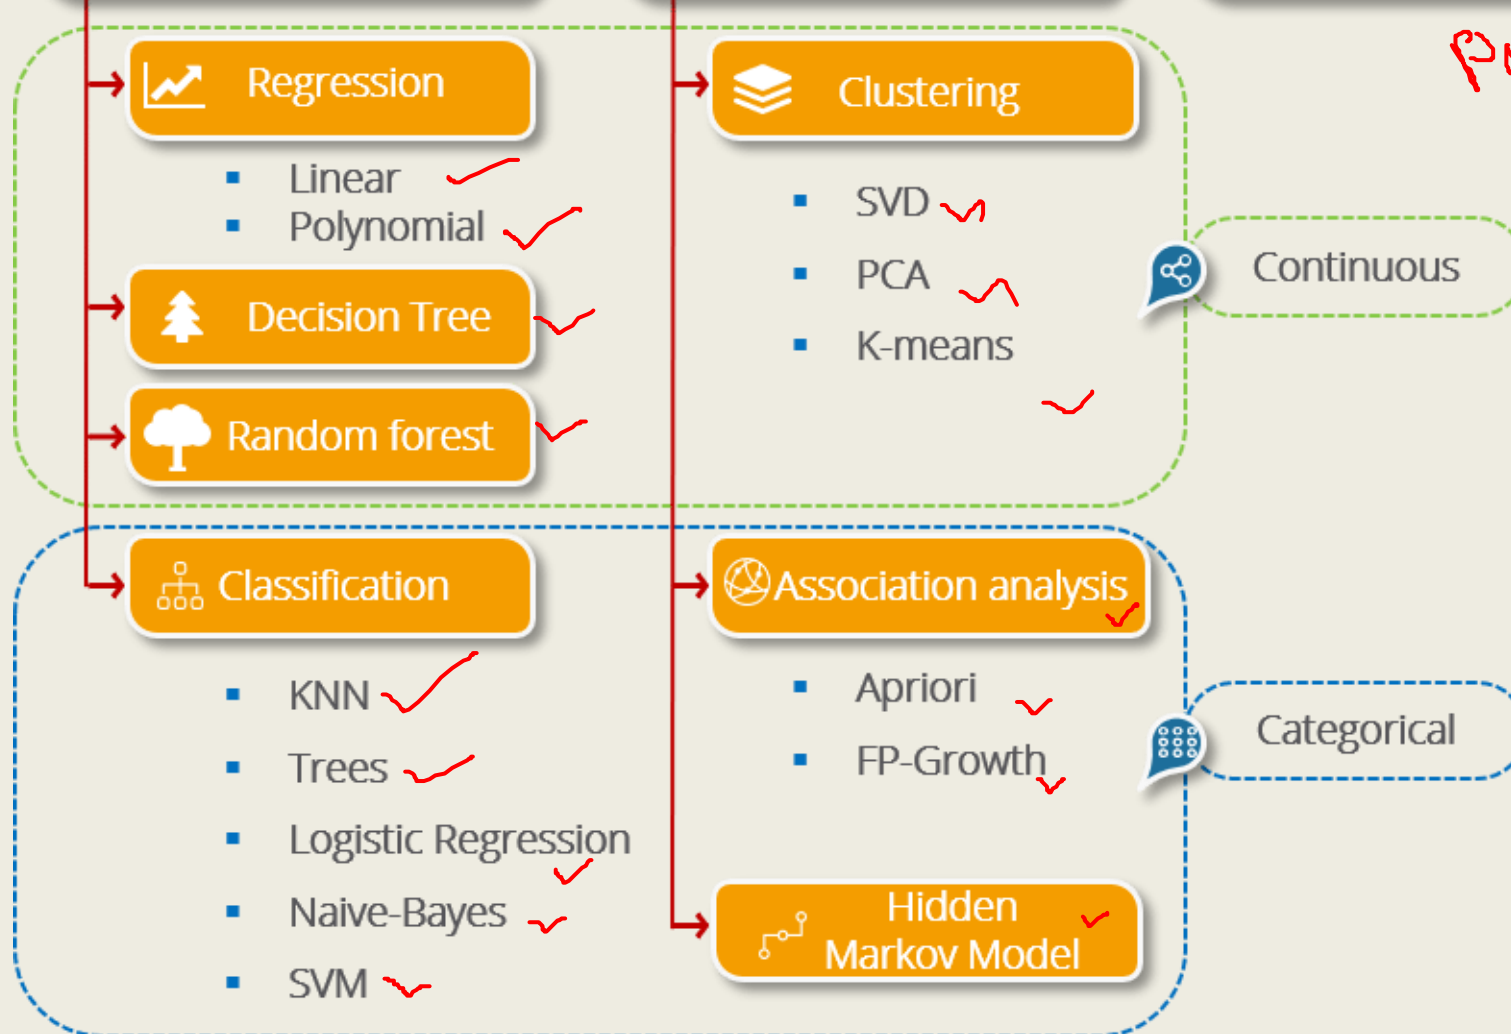 Regression
Linear
Polynomial
Decision Tree
Random forest
Clustering
SVD
PCA
K-means
Continuous
Classification
KNN
Trees
Logistic Regression
Naive-Bayes
SVM
Association analysis
Apriori
FP-Growth
Hidden
Markov Model
Categorical